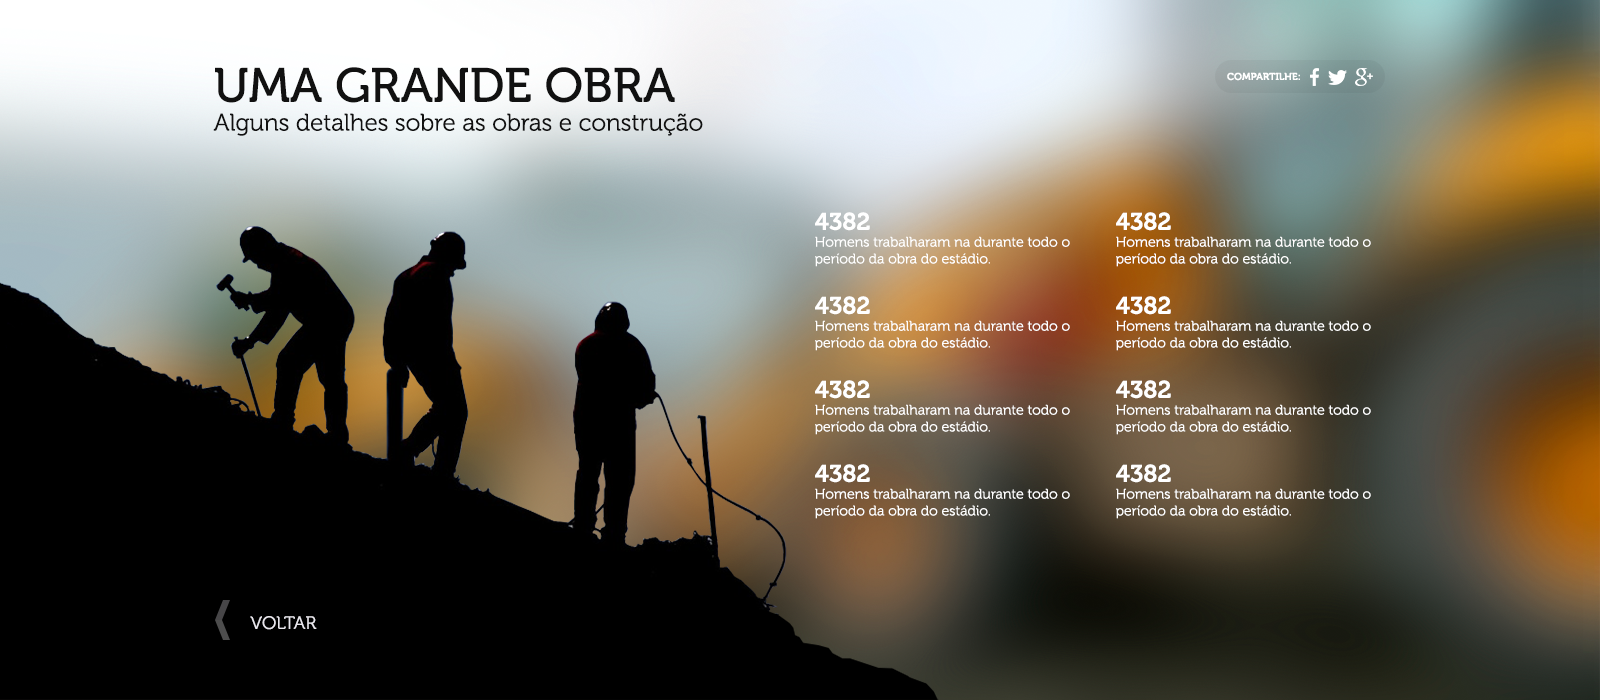 UMA GRANDE OBRA
Alguns detalhes sobre as obras e construção
COMPARTILHE:
4382
Homens trabalharam na durante todo o
período da obra do estádio.
4382
Homens trabalharam na durante todo o
período da obra do estádio.
4382
Homens trabalharam na durante todo o
período da obra do estádio.
4382
Homens trabalharam na durante todo o
período da obra do estádio.
4382
Homens trabalharam na durante todo o
período da obra do estádio.
4382
Homens trabalharam na durante todo o
período da obra do estádio.
4382
Homens trabalharam na durante todo o
período da obra do estádio.
4382
Homens trabalharam na durante todo o
período da obra do estádio.
VOLTAR